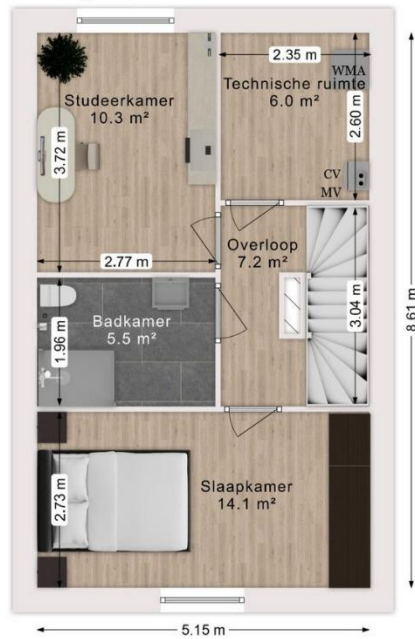 2.35 m
WMA
Studeerkamer
10.3 m²
Technische ruimte
6.0 m²
2.60 m
3.72 m
CV
MV
2.77 m
Overloop
7.2 m²
Badkamer
5.5 m²
1.96 m
3.04 m
8.61 m
Slaapkamer
14.1 m²
2.73 m
5.15 m